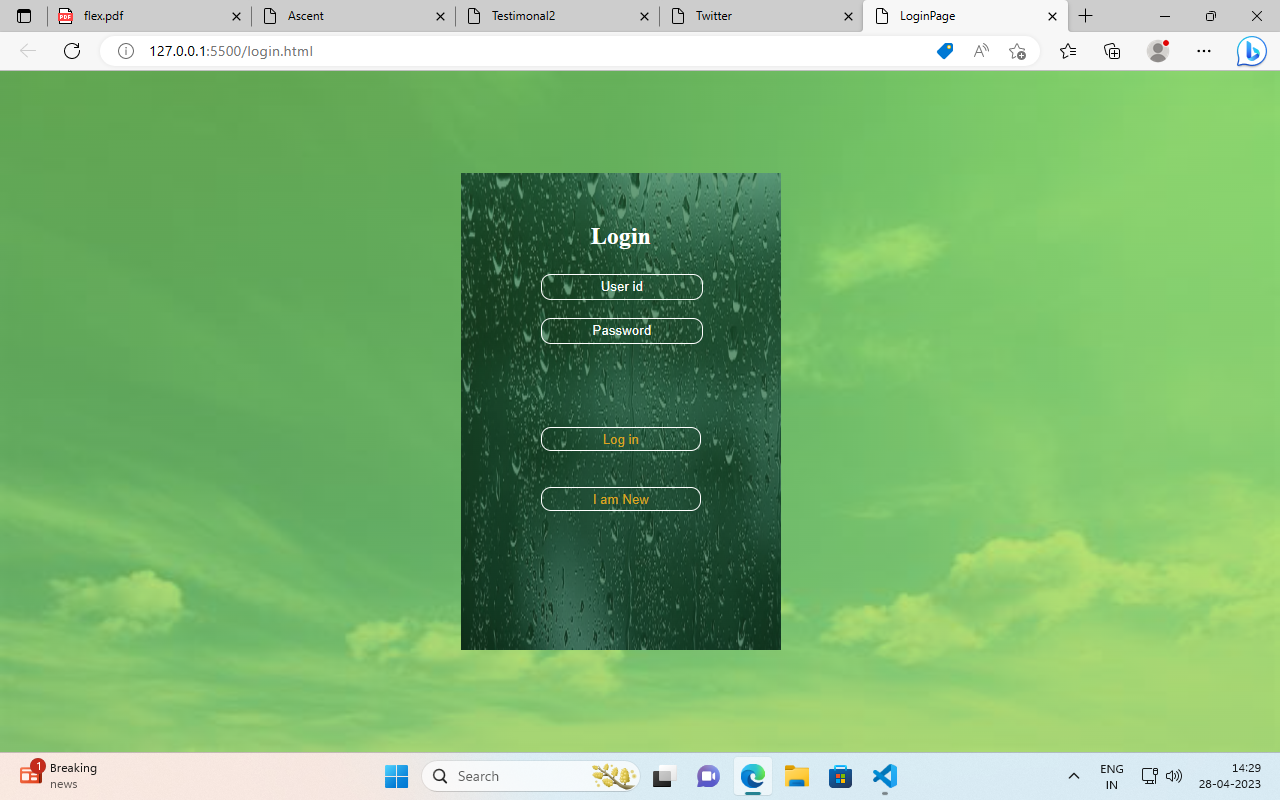 flex.pdf
Ascent
Testimonal2
Twitter
LoginPage
127.0.0.1:5500/login.html
Login
User id
Password
Log in
I am New
1
Breaking
news
Search
ENG
IN
14:29
28-04-2023